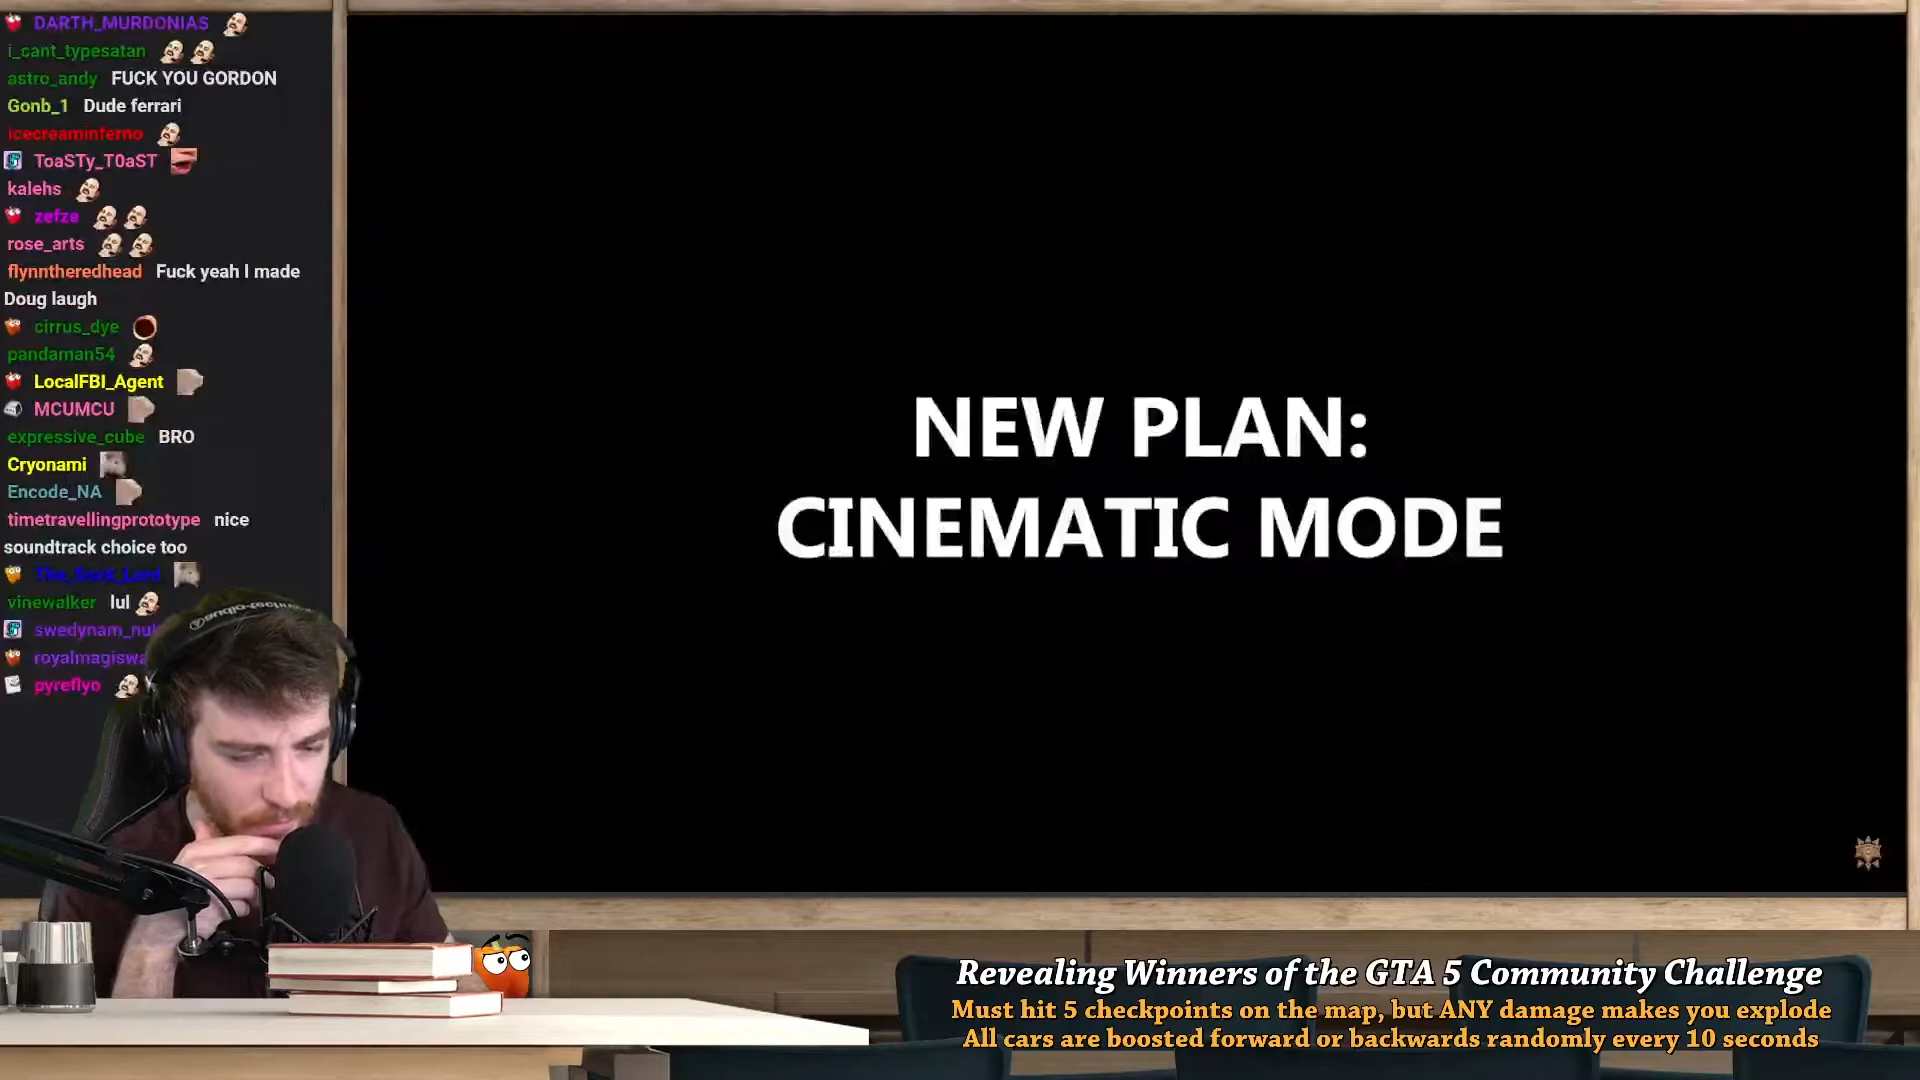 DARTH_MURDONIAS
i_cant_typesatan
astro_andy FUCK YOU GORDON
Gonb_1 Dude ferrari
icecreaminferno
ToaSTy_T0aST
kalehs
zefze
rose_arts
flynntheredhead Fuck yeah I made
Doug laugh
cirrus_dye
pandaman54
LocalFBI_Agent
MCUMCU
expressive_cube BRO
Cryonami
Encode_NA
timetravellingprototype nice
soundtrack choice too
The_Sock_Lord
vinewalker lul
pyreflyo
audio-technica
NEW PLAN:
CINEMATIC MODE
Revealing Winners of the GTA 5 Community Challenge
Must hit 5 checkpoints on the map, but ANY damage makes you explode
All cars are boosted forward or backwards randomly every 10 seconds